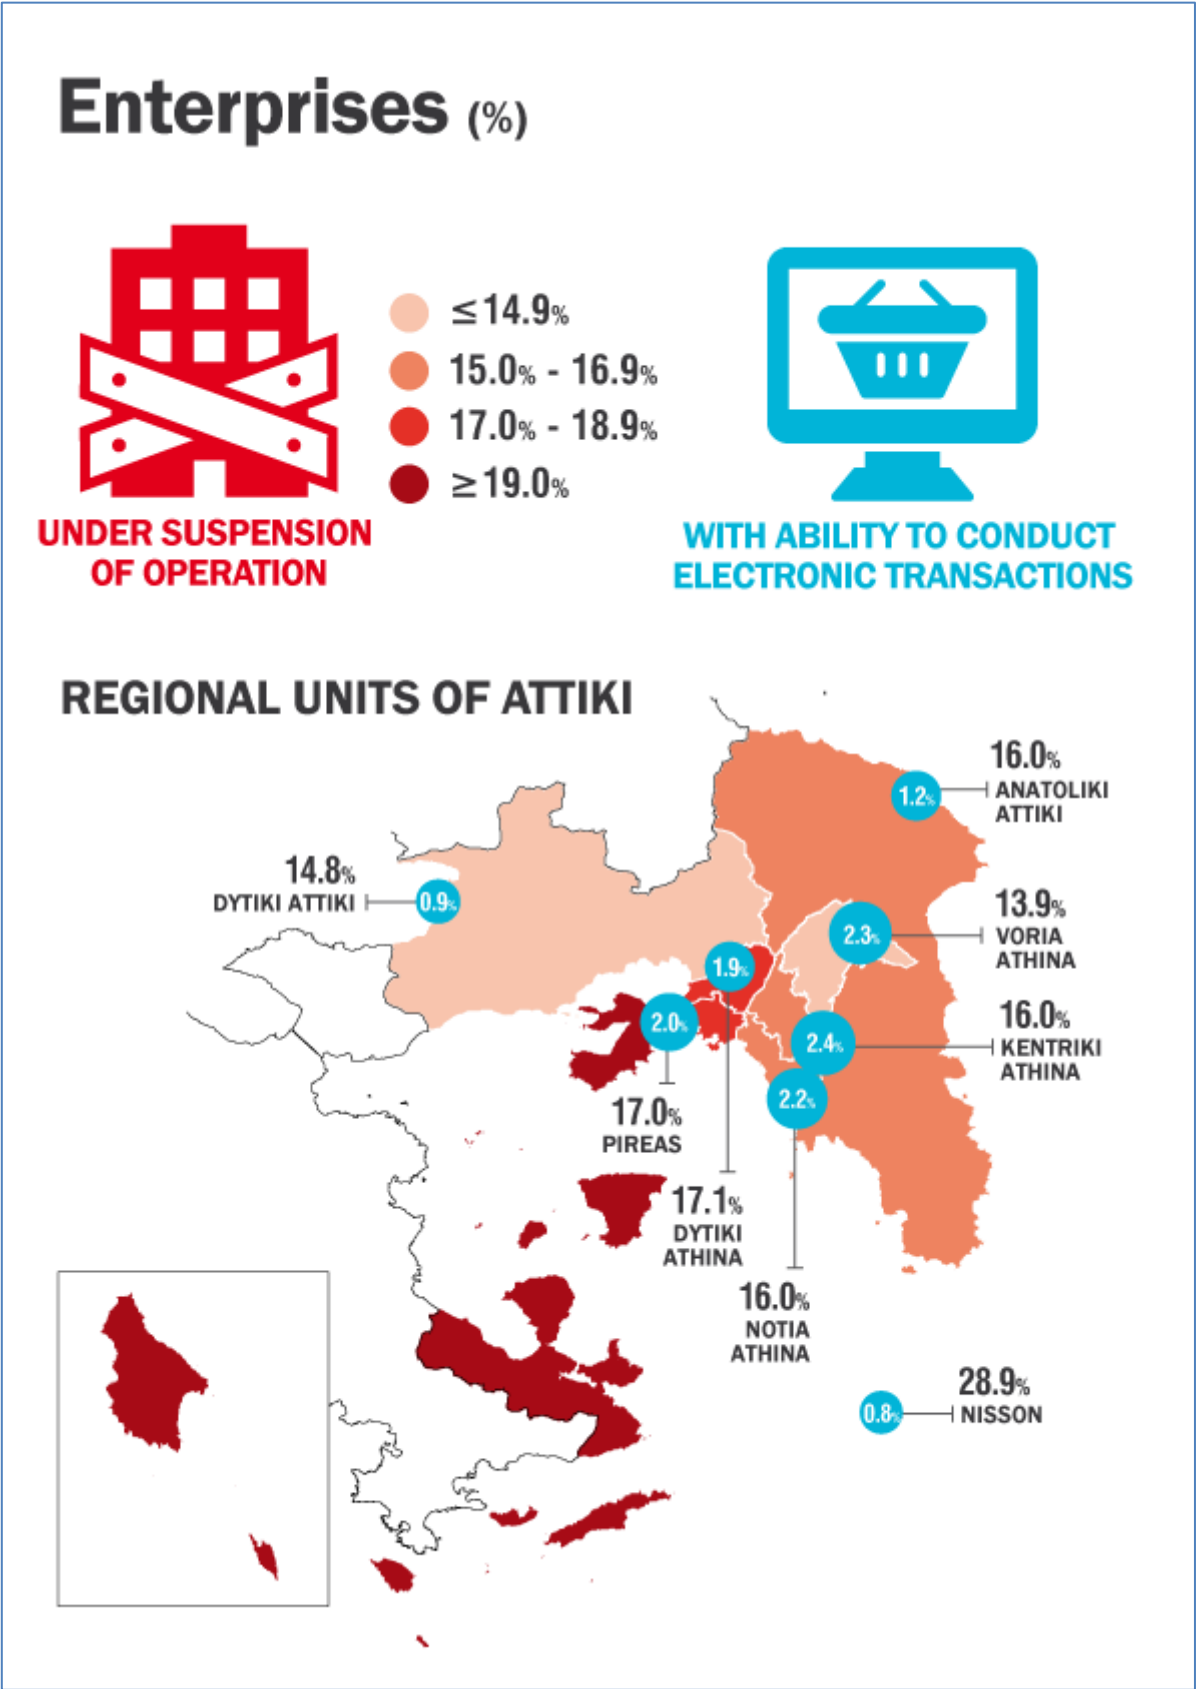 Enterprises (%)
≤14.9%
15.0% - 16.9%
17.0% - 18.9%
≥19.0%
UNDER SUSPENSION
OF OPERATION
WITH ABILITY TO CONDUCT
ELECTRONIC TRANSACTIONS
REGIONAL UNITS OF ATTIKI
16.0%
1.2%
ANATOLIKI
ATTIKI
14.8%
DYTIKI ATTIKI
0.9%
13.9%
2.3%
VORIA
ATHINA
1.9%
16.0%
2.0%
2.4%
KENTRIKI
ATHINA
2.2%
17.0%
PIREAS
17.1%
DYTIKI
ATHINA
16.0%
NOTIA
ATHINA
28.9%
0.8%
NISSON